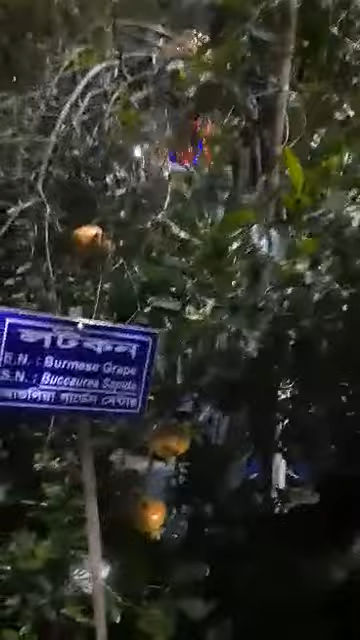 লটকন
E.N. : Burmese Grape
S.N. : Buccaurea Sapida
গার্ডেন সেন্টার